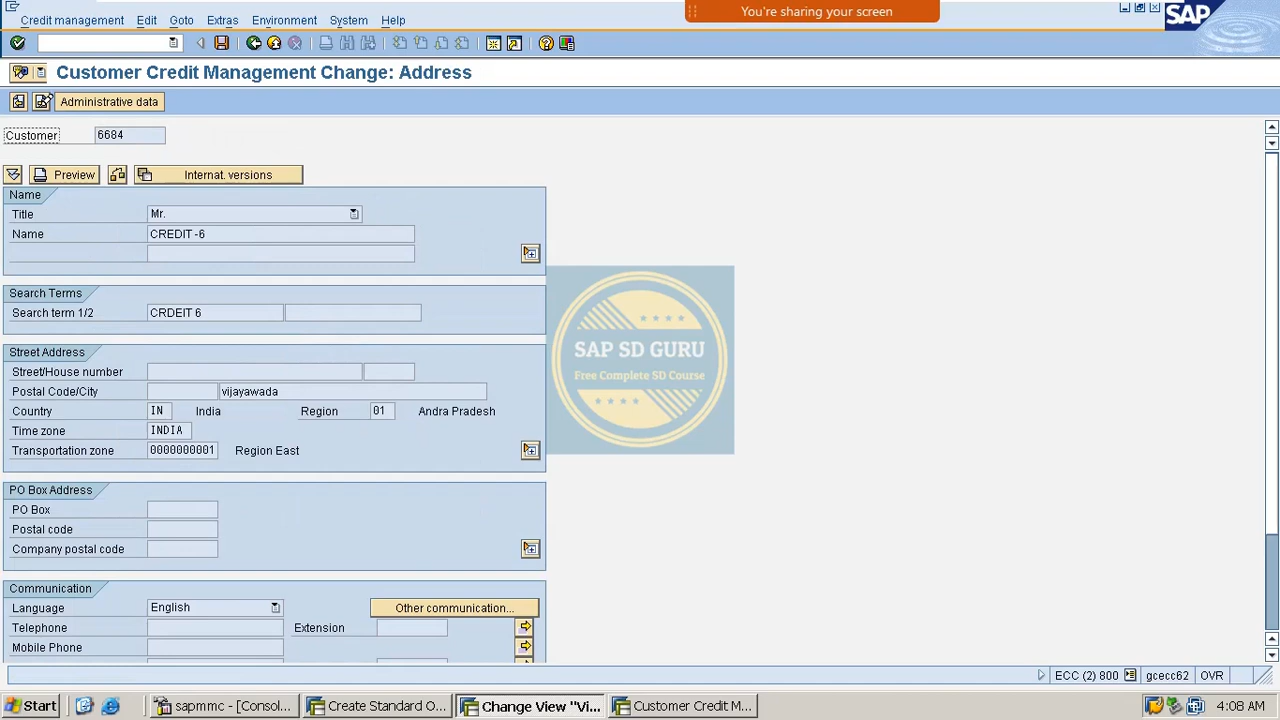 You're sharing your screen
Credit management Edit Goto Extras Environment System Help
SAP
Customer Credit Management Change: Address
Administrative data
Customer 6684
Preview Internat. versions
Name
Title Mr.
Name CREDIT -6
Search Terms
Search term 1/2 CRDEIT 6
Street Address
Street/House number
Postal Code/City vijayawada
Country IN India Region 01 Andra Pradesh
Time zone INDIA
Transportation zone 0000000001 Region East
PO Box Address
PO Box
Postal code
Company postal code
Communication
Language English Other communication...
Telephone Extension
Mobile Phone
SAP SD GURU
Free Complete SD Course
ECC (2) 800 gcecc62 OVR
Start sapmmc - [Consol... Create Standard O... Change View "Vi... Customer Credit M... 4:08 AM